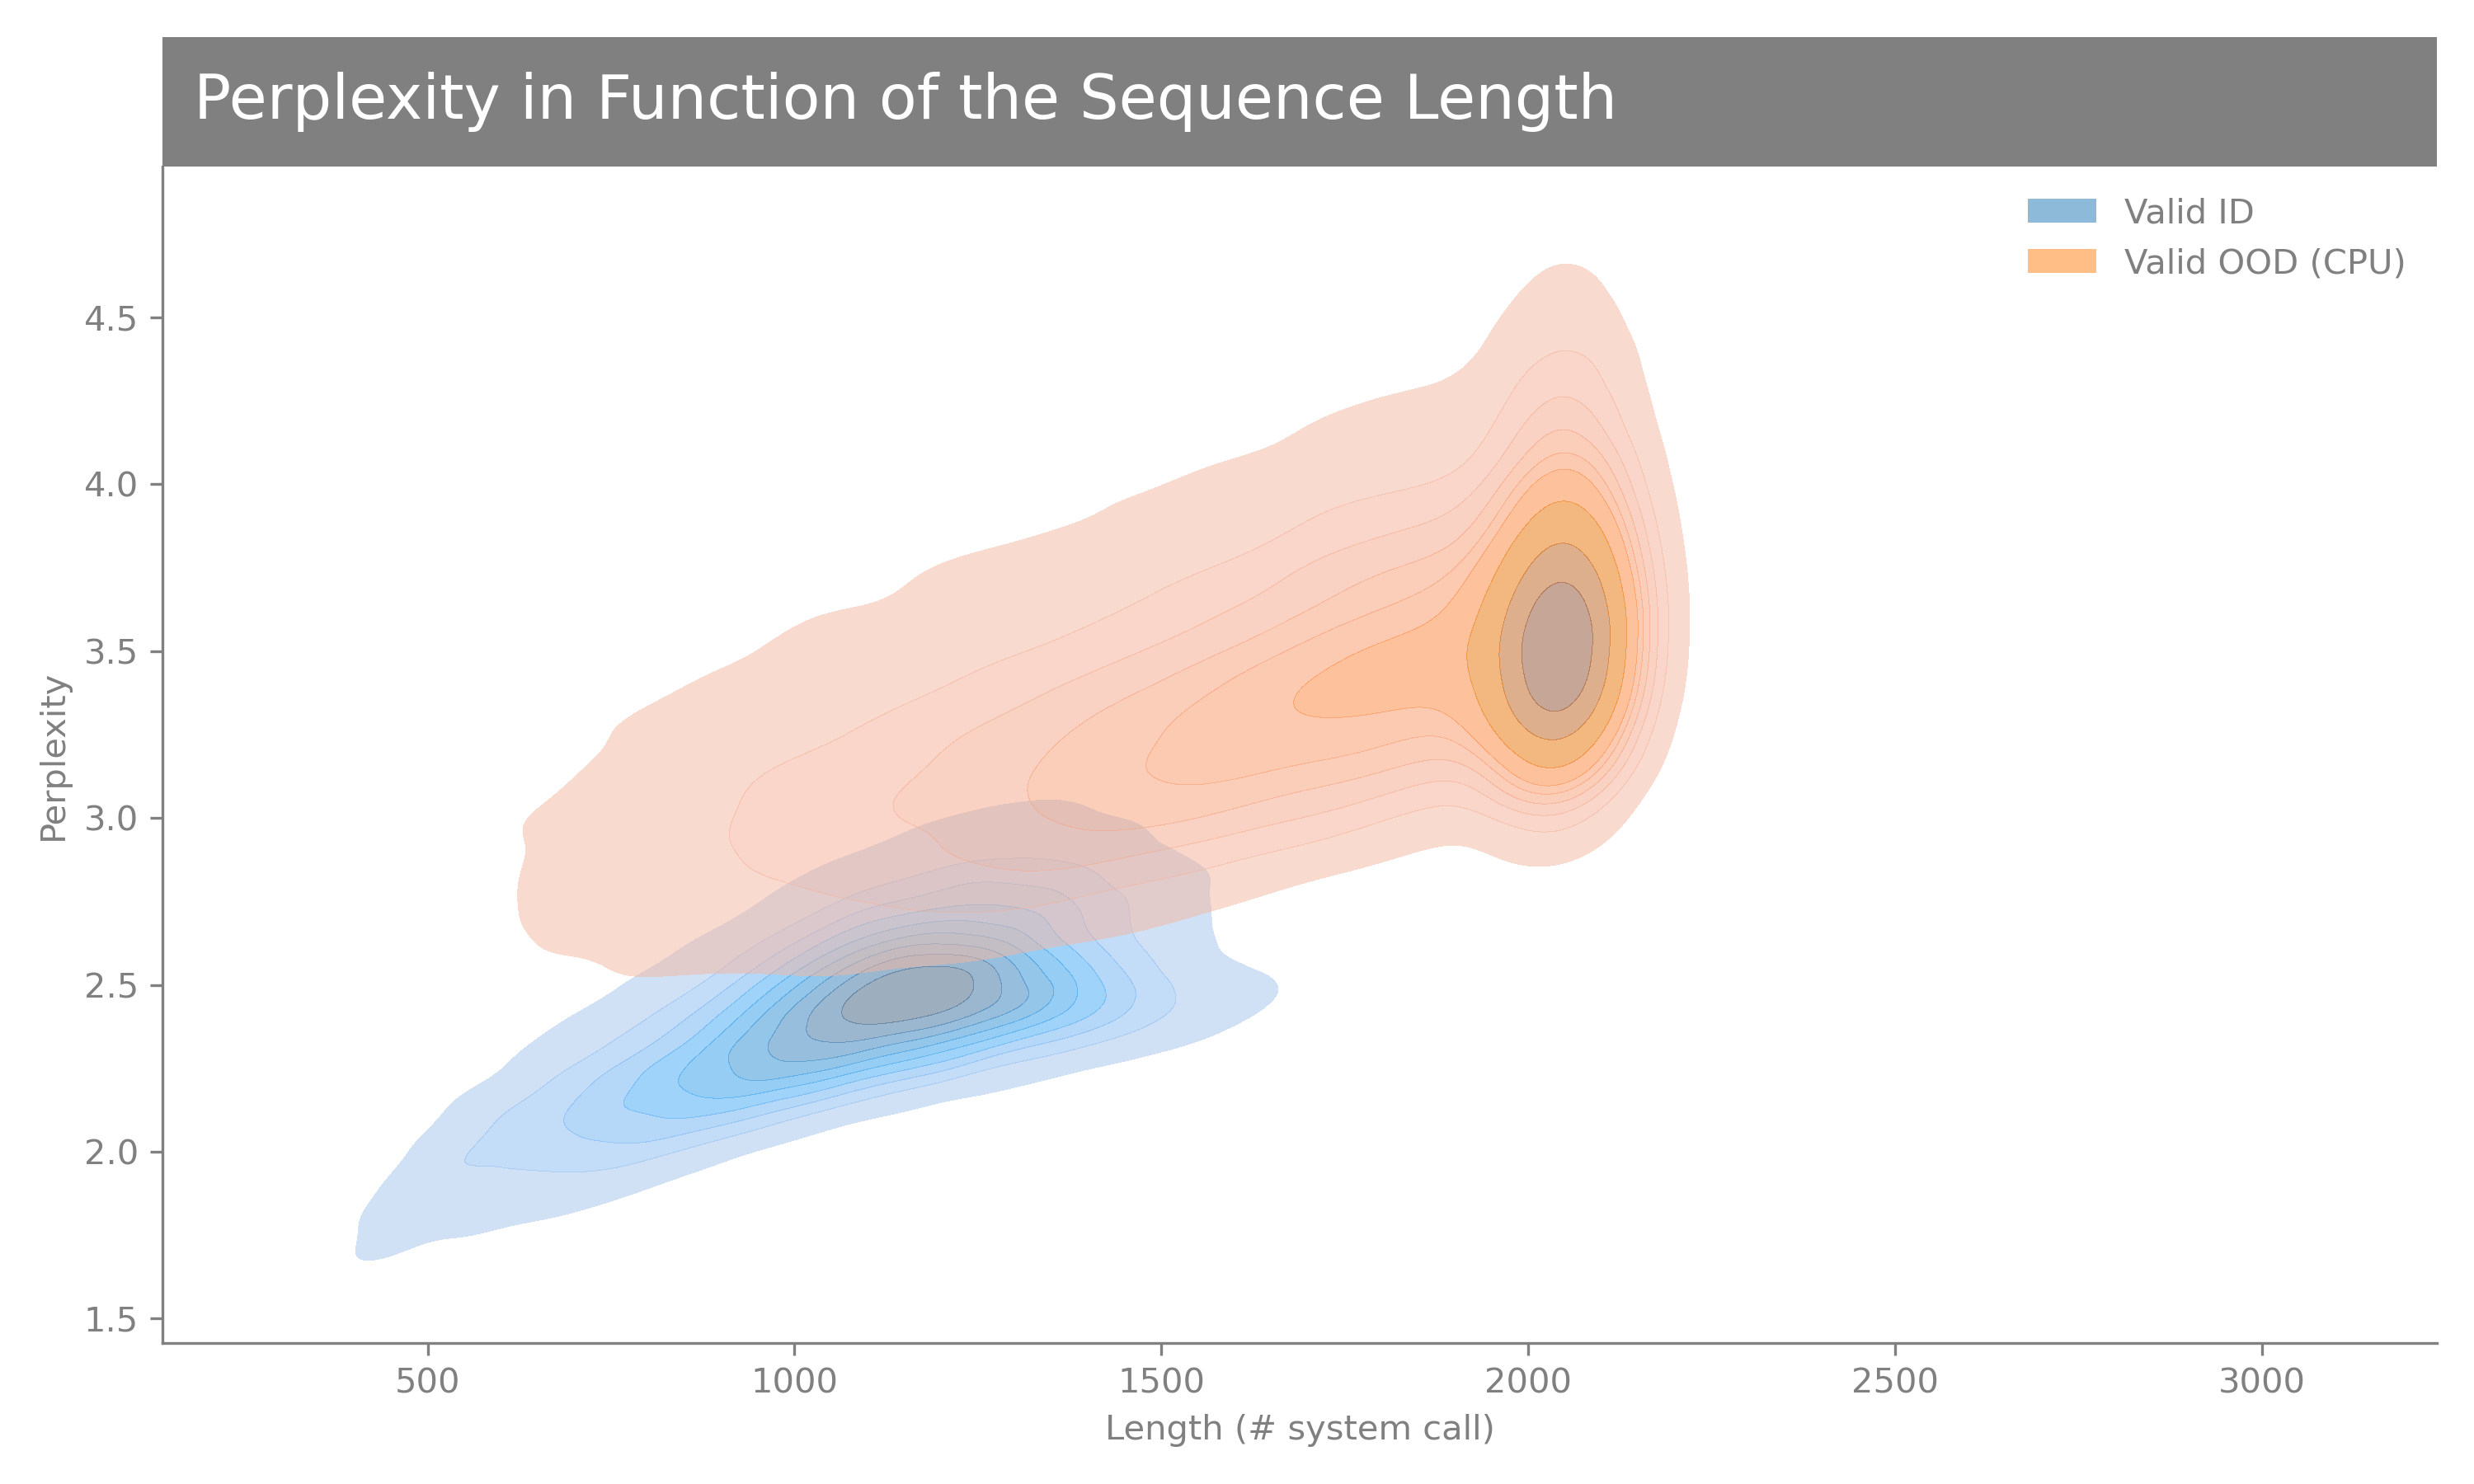 Perplexity in Function of the Sequence Length
Valid ID
Valid OOD (CPU)
Perplexity
4.5
4.0
3.5
3.0
2.5
2.0
1.5
500
1000
1500
2000
2500
3000
Length (# system call)